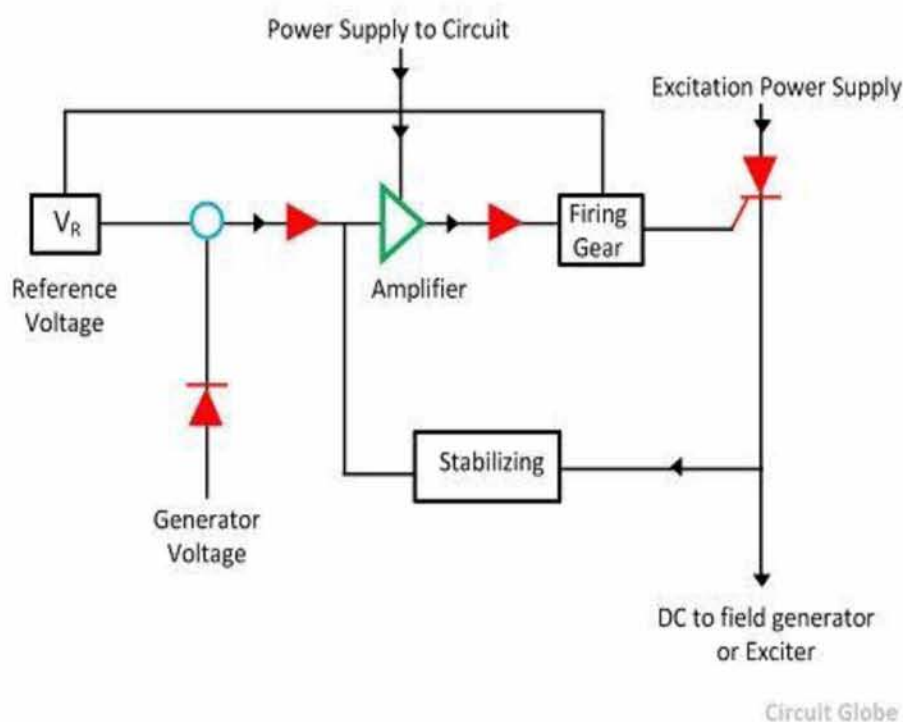 Power Supply to Circuit
Excitation Power Supply
V_R
Firing
Gear
Reference
Voltage
Amplifier
Stabilizing
Generator
Voltage
DC to field generator
or Exciter
Circuit Globe